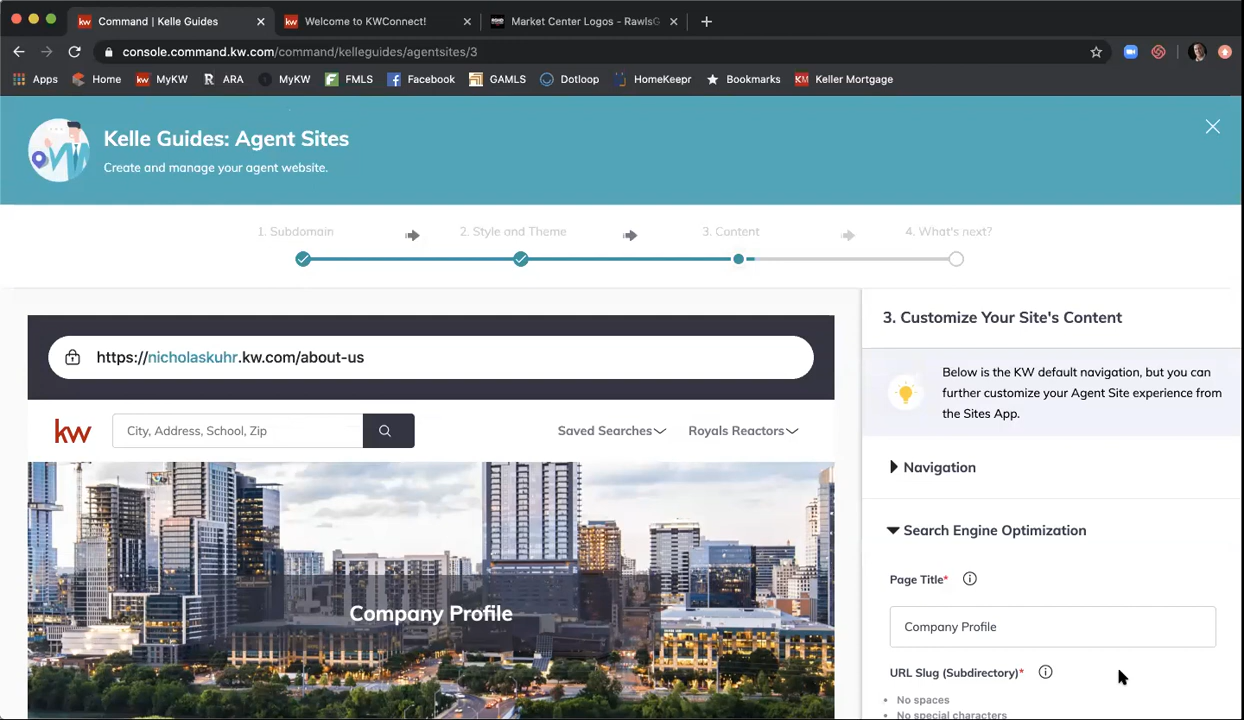 Command | Kelle Guides
Welcome to KWConnect!
Market Center Logos - RawlsG
console.command.kw.com/command/kelleguides/agentsites/3
Apps
Home
MyKW
ARA
MyKW
FMLS
Facebook
GAMLS
Dotloop
HomeKeepr
Bookmarks
Keller Mortgage
Kelle Guides: Agent Sites
Create and manage your agent website.
1. Subdomain
2. Style and Theme
3. Content
4. What's next?
https://nicholaskuhr.kw.com/about-us
kw
City, Address, School, Zip
Saved Searches
Royals Reactors
Company Profile
3. Customize Your Site's Content
Below is the KW default navigation, but you can
further customize your Agent Site experience from
the Sites App.
Navigation
Search Engine Optimization
Page Title*
Company Profile
URL Slug (Subdirectory)*
No spaces
No special characters